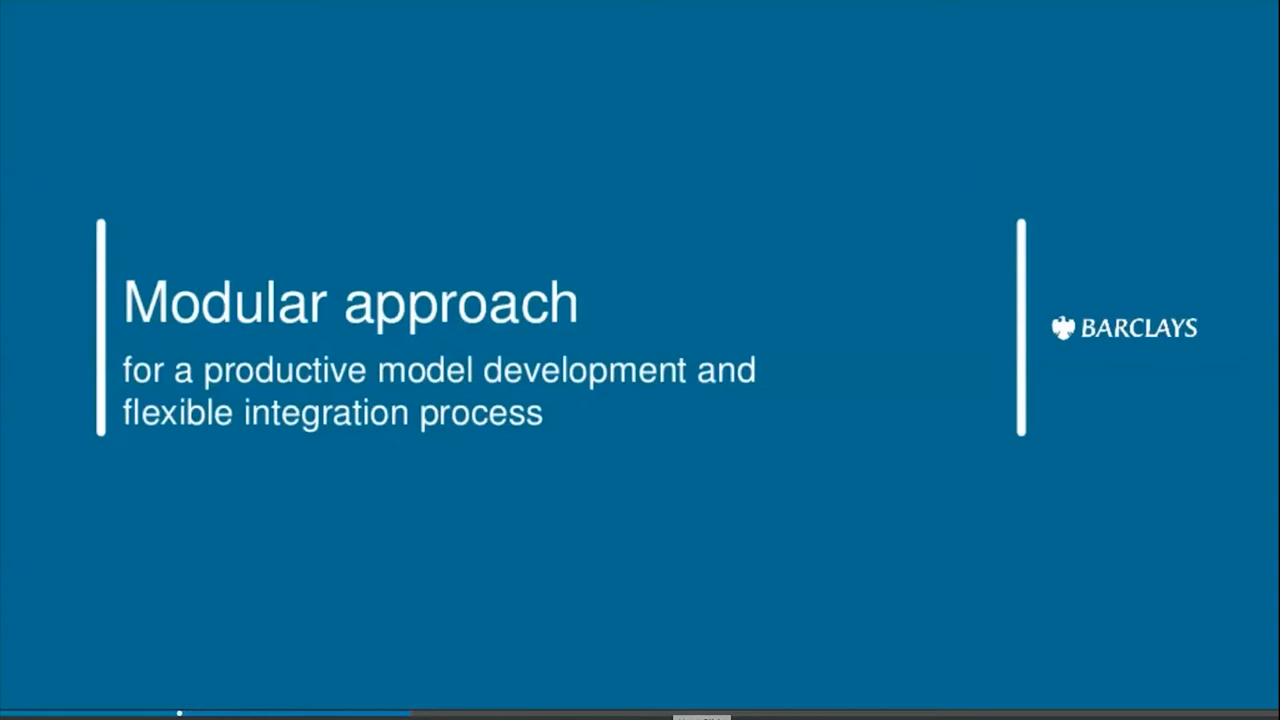 Modular approach
for a productive model development and
flexible integration process
BARCLAYS